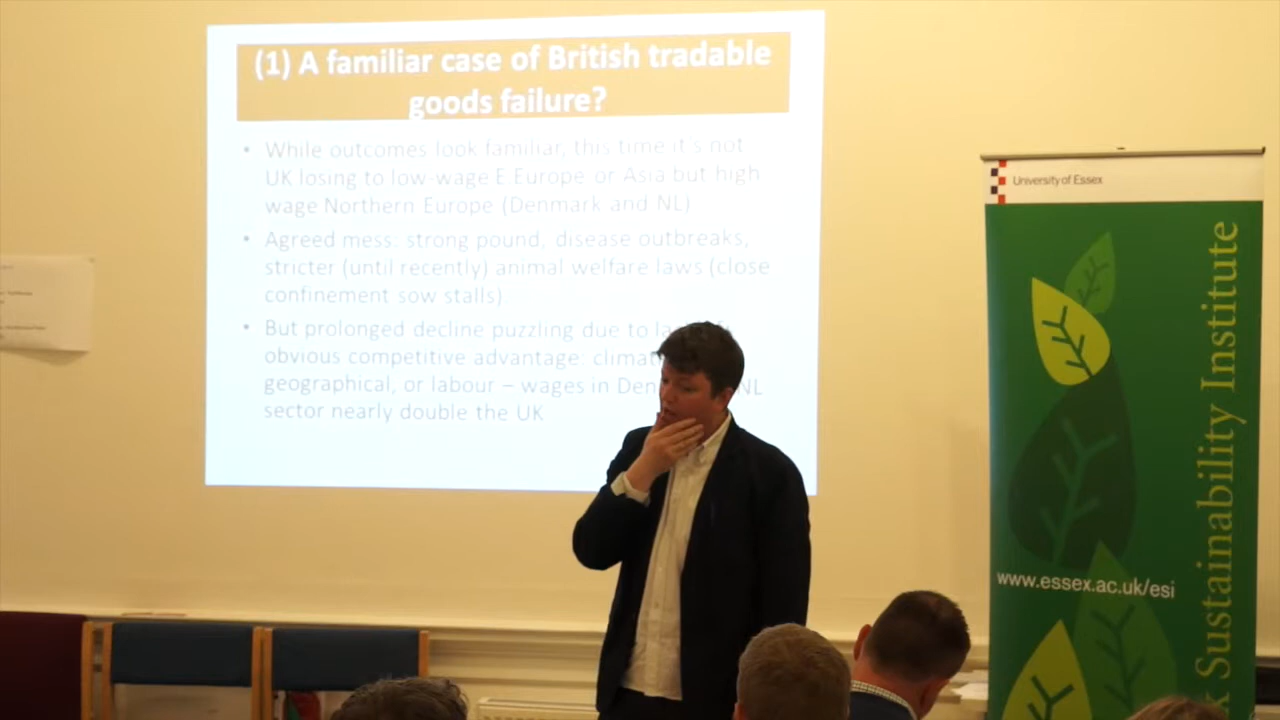 (1) A familiar case of British tradable
goods failure?
• While outcomes look familiar, this time it's not
UK losing to low-wage E.Europe or Asia but high
wage Northern Europe (Denmark and NL)
• Agreed mess: strong pound, disease outbreaks,
stricter (until recently) animal welfare laws (close
confinement sow stalls)
• But prolonged decline puzzling due to
obvious competitive advantage:
geographical, or labour – wages in NL
sector nearly double the UK
University of Essex
Sustainability Institute
www.essex.ac.uk/esi